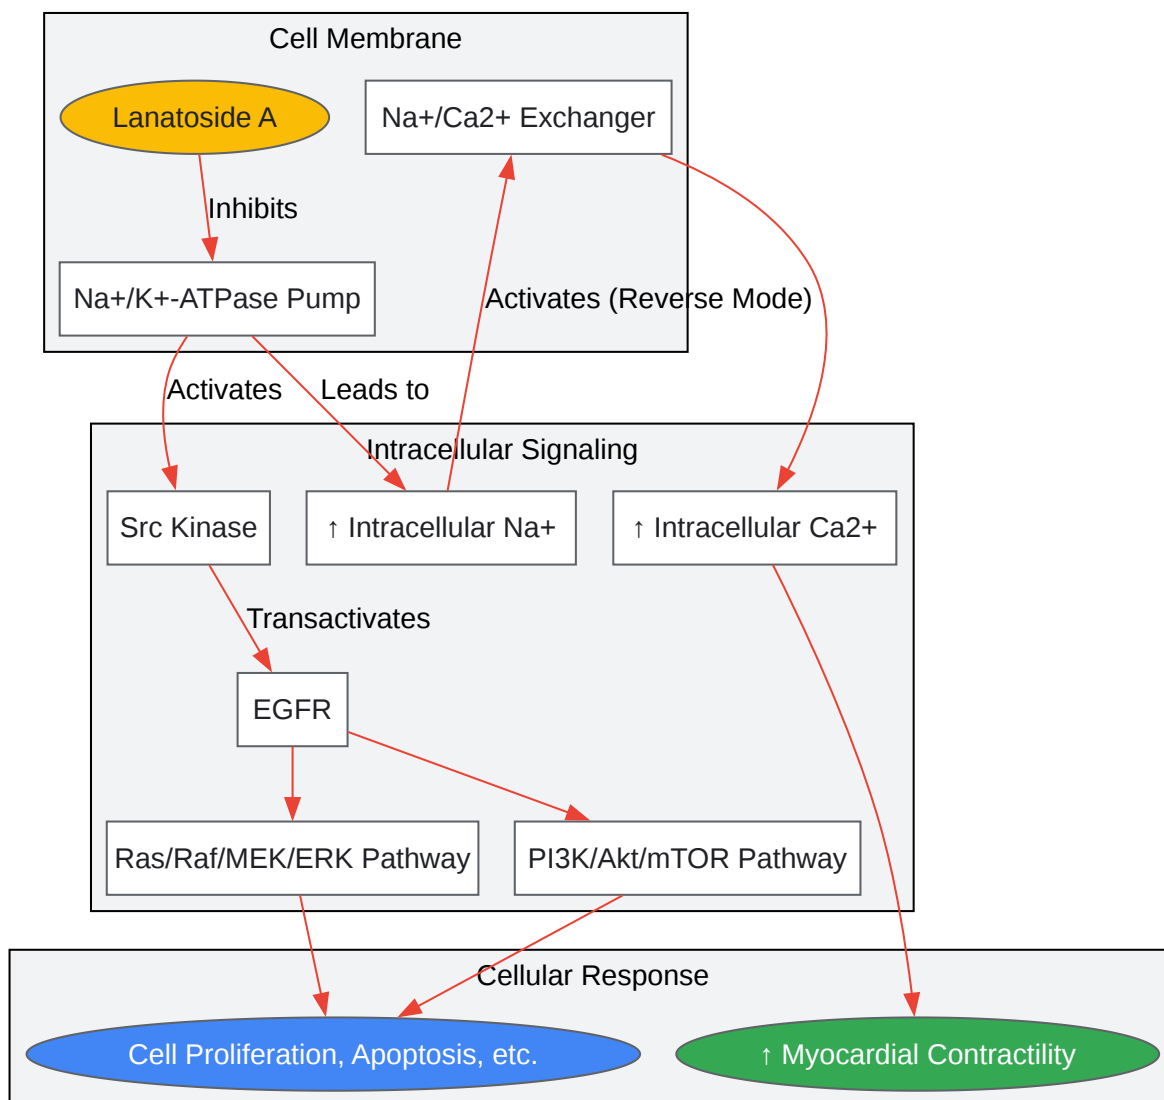 Cell Membrane
Lanatoside A
Na+/Ca2+ Exchanger
Inhibits
Na+/K+-ATPase Pump
Activates (Reverse Mode)
Activates
Leads to
Intracellular Signaling
Src Kinase
↑ Intracellular Na+
↑ Intracellular Ca2+
Transactivates
EGFR
Ras/Raf/MEK/ERK Pathway
PI3K/Akt/mTOR Pathway
Cellular Response
Cell Proliferation, Apoptosis, etc.
↑ Myocardial Contractility